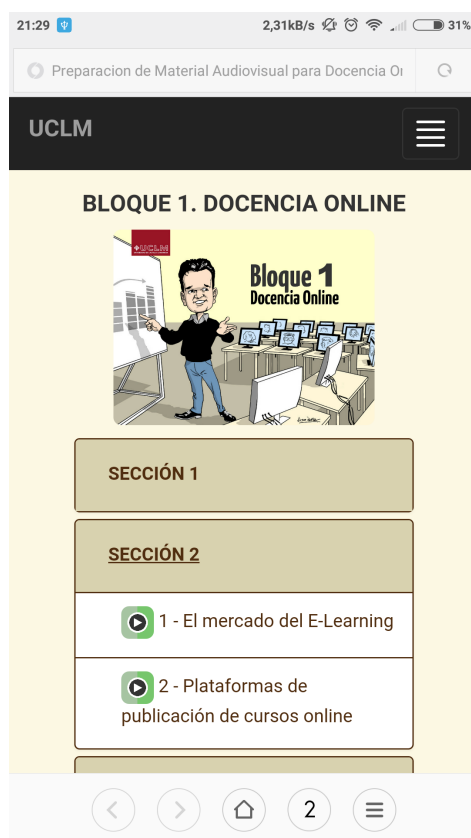 21:29 2,31kB/s 31%
Preparacion de Material Audiovisual para Docencia Or
UCLM
BLOQUE 1. DOCENCIA ONLINE
UCLM
Bloque 1
Docencia Online
SECCIÓN 1
SECCIÓN 2
1 - El mercado del E-Learning
2 - Plataformas de
publicación de cursos online
2